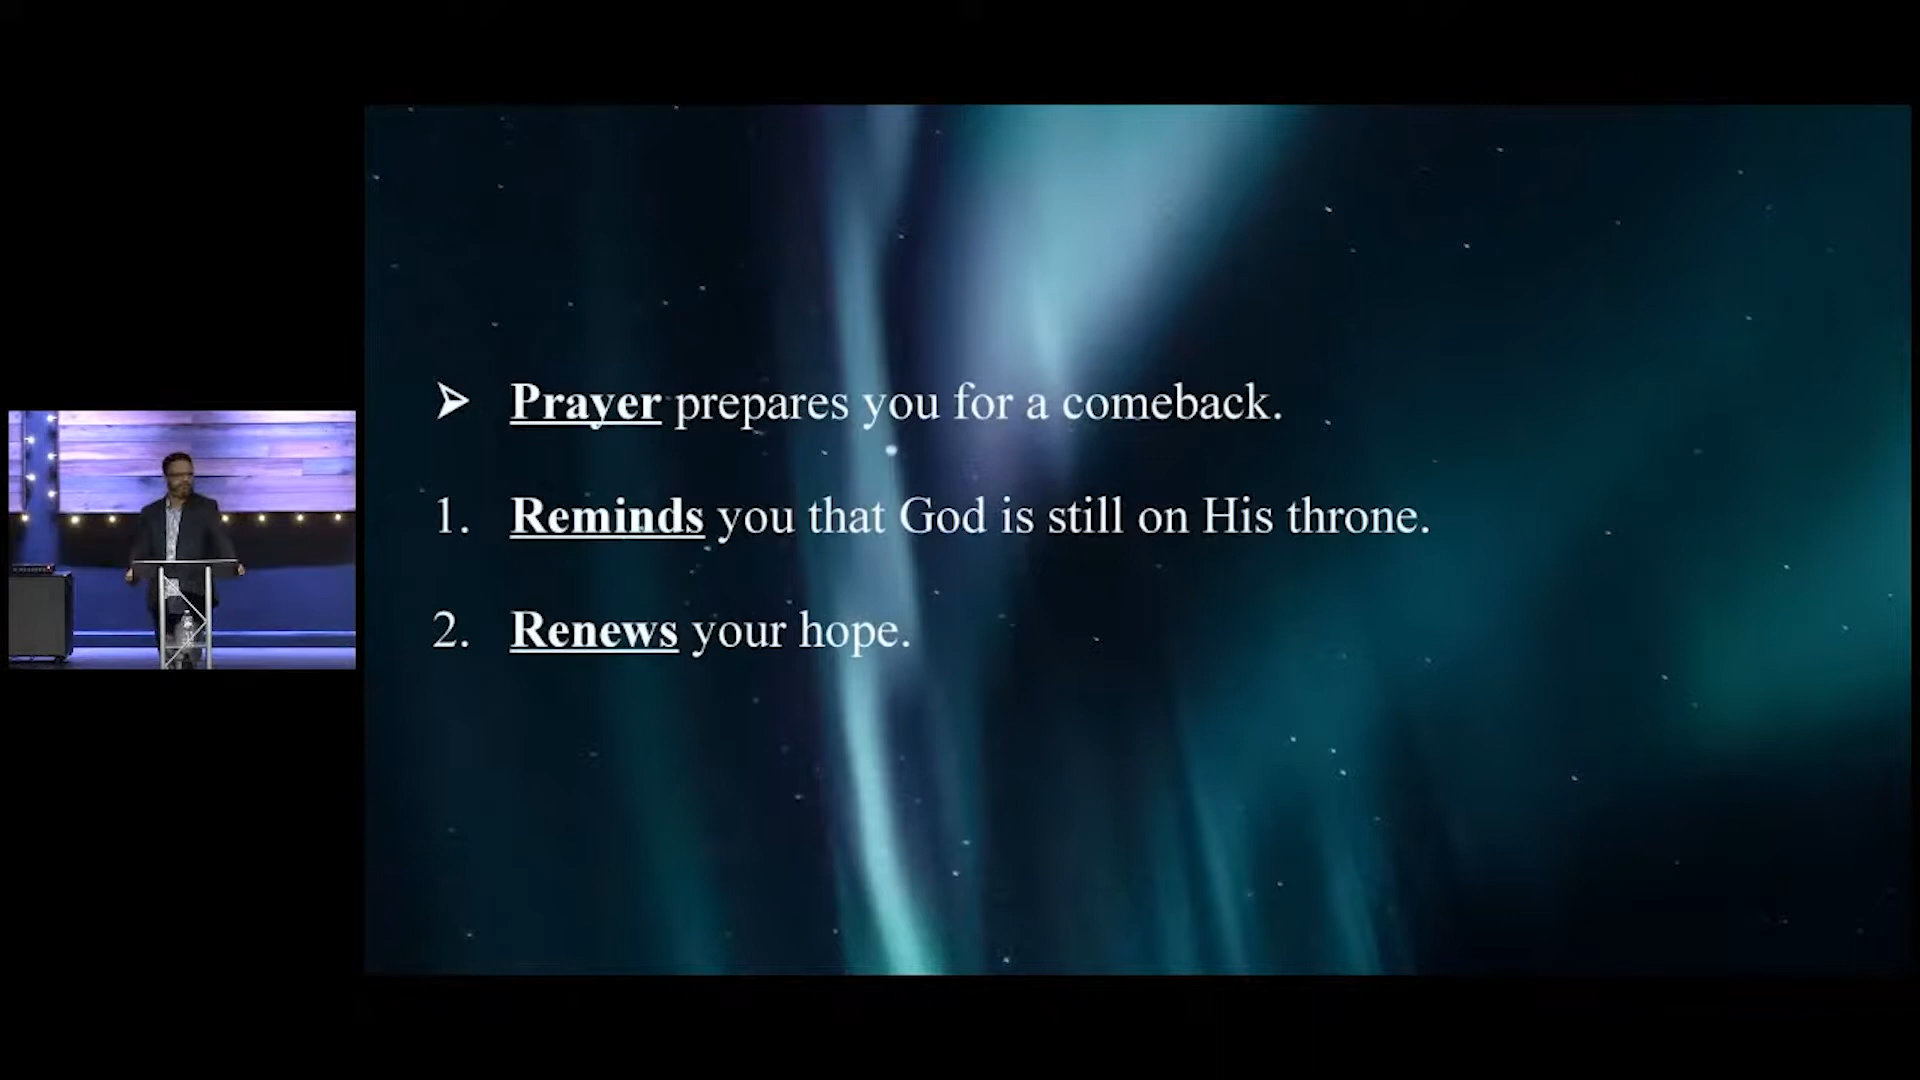 ➢ Prayer prepares you for a comeback.
1. Reminds you that God is still on His throne.
2. Renews your hope.